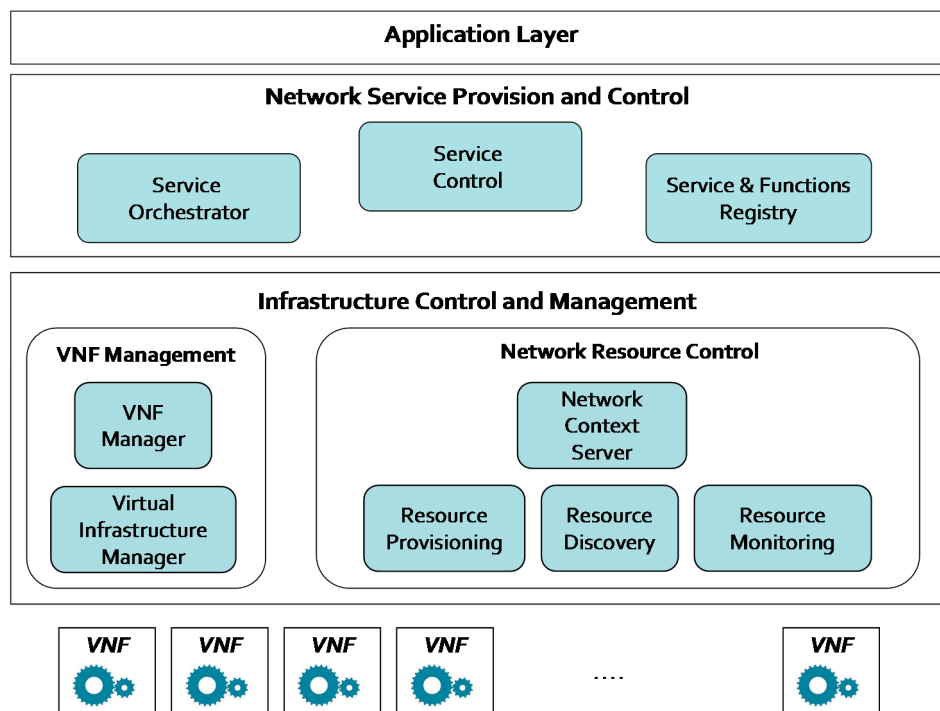 Application Layer
Network Service Provision and Control
Service
Control
Service
Orchestrator
Service & Functions
Registry
Infrastructure Control and Management
VNF Management
VNF
Manager
Virtual
Infrastructure
Manager
Network Resource Control
Network
Context
Server
Resource
Provisioning
Resource
Discovery
Resource
Monitoring
VNF
VNF
VNF
VNF
....
VNF